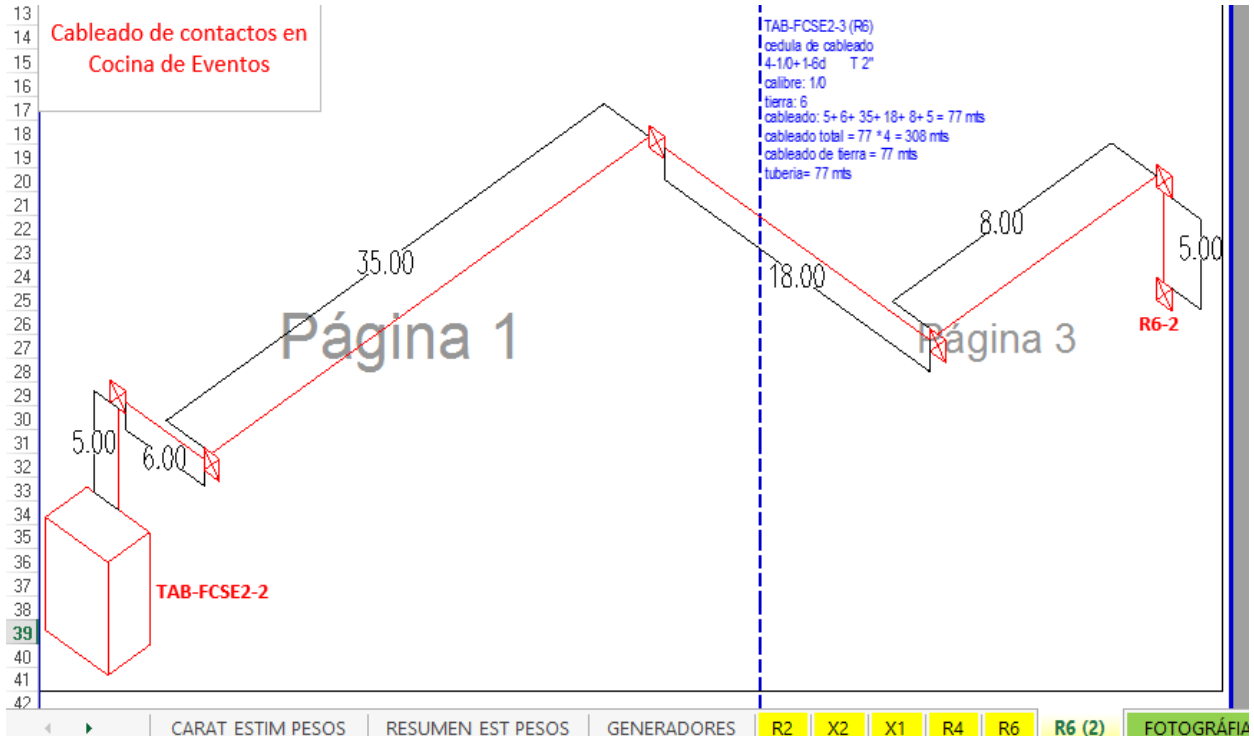 13
14
15
16
17
18
19
20
21
22
23
24
25
26
27
28
29
30
31
32
33
34
35
36
37
38
39
40
41
42
Cableado de contactos en
Cocina de Eventos
TAB-FCSE2-3 (R6)
cedula de cableado
4-1/0+1-6d T 2"
calibre: 1/0
tierra: 6
cableado: 5+ 6+ 35+ 18+ 8+ 5 = 77 mts
cableado total = 77 *4 = 308 mts
cableado de tierra = 77 mts
tuberia= 77 mts
35.00
18.00
8.00
5.00
R6-2
Página 1
Página 3
5.00
6.00
TAB-FCSE2-2
CARAT ESTIM PESOS RESUMEN EST PESOS GENERADORES R2 X2 X1 R4 R6 R6 (2) FOTOGRÁFIA